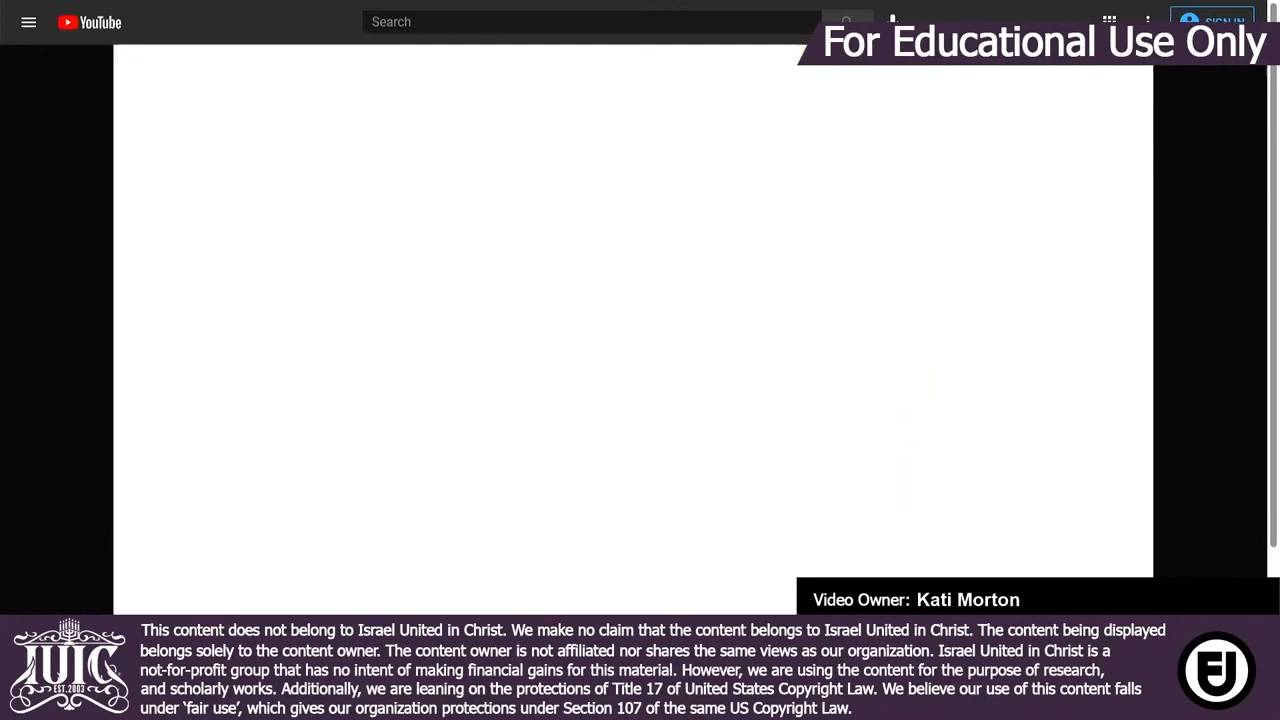 YouTube
Search
SIGN IN
For Educational Use Only
Video Owner: Kati Morton
This content does not belong to Israel United in Christ. We make no claim that the content belongs to Israel United in Christ. The content being displayed
belongs solely to the content owner. The content owner is not affiliated nor shares the same views as our organization. Israel United in Christ is a
not-for-profit group that has no intent of making financial gains for this material. However, we are using the content for the purpose of research,
and scholarly works. Additionally, we are leaning on the protections of Title 17 of United States Copyright Law. We believe our use of this content falls
under ‘fair use’, which gives our organization protections under Section 107 of the same US Copyright Law.
IUIC
EST.2003